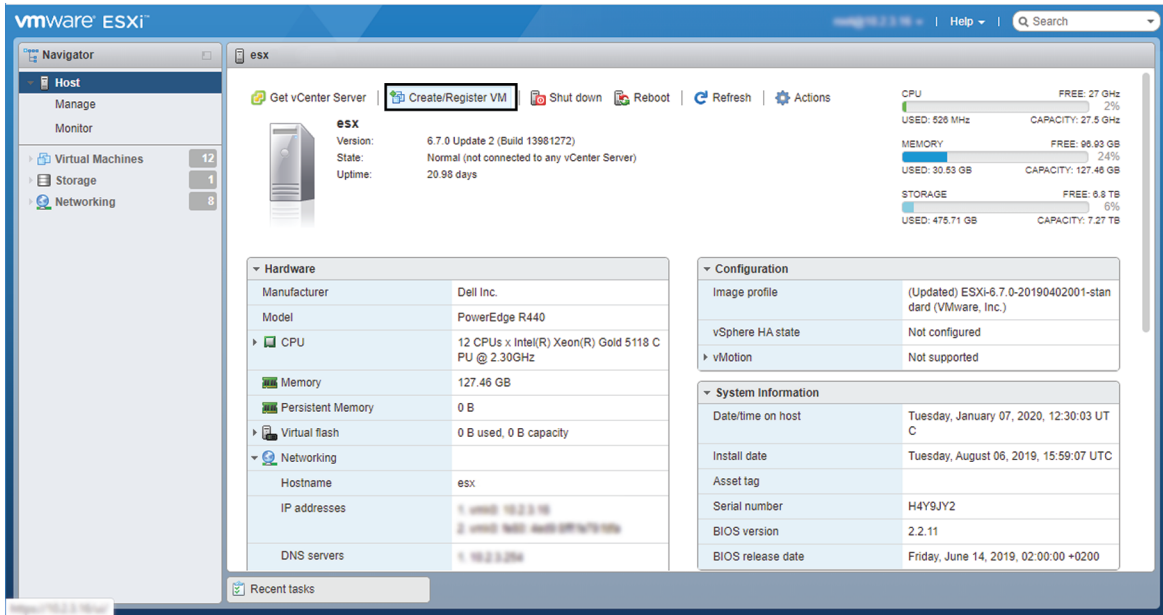 vmware ESXi™
Help
Search
Navigator
Host
Manage
Monitor
Virtual Machines 12
Storage 1
Networking 8
esx
Get vCenter Server
Create/Register VM
Shut down
Reboot
Refresh
Actions
esx
Version: 6.7.0 Update 2 (Build 13981272)
State: Normal (not connected to any vCenter Server)
Uptime: 20.98 days
CPU FREE: 27 GHz
2%
USED: 526 MHz CAPACITY: 27.5 GHz
MEMORY FREE: 96.93 GB
24%
USED: 30.53 GB CAPACITY: 127.46 GB
STORAGE FREE: 6.8 TB
6%
USED: 475.71 GB CAPACITY: 7.27 TB
Hardware
Manufacturer Dell Inc.
Model PowerEdge R440
CPU 12 CPUs x Intel(R) Xeon(R) Gold 5118 C
PU @ 2.30GHz
Memory 127.46 GB
Persistent Memory 0 B
Virtual flash 0 B used, 0 B capacity
Networking
Hostname esx
IP addresses
DNS servers
Configuration
Image profile (Updated) ESXi-6.7.0-20190402001-stan
dard (VMware, Inc.)
vSphere HA state Not configured
vMotion Not supported
System Information
Date/time on host Tuesday, January 07, 2020, 12:30:03 UT
C
Install date Tuesday, August 06, 2019, 15:59:07 UTC
Asset tag
Serial number H4Y9JY2
BIOS version 2.2.11
BIOS release date Friday, June 14, 2019, 02:00:00 +0200
Recent tasks